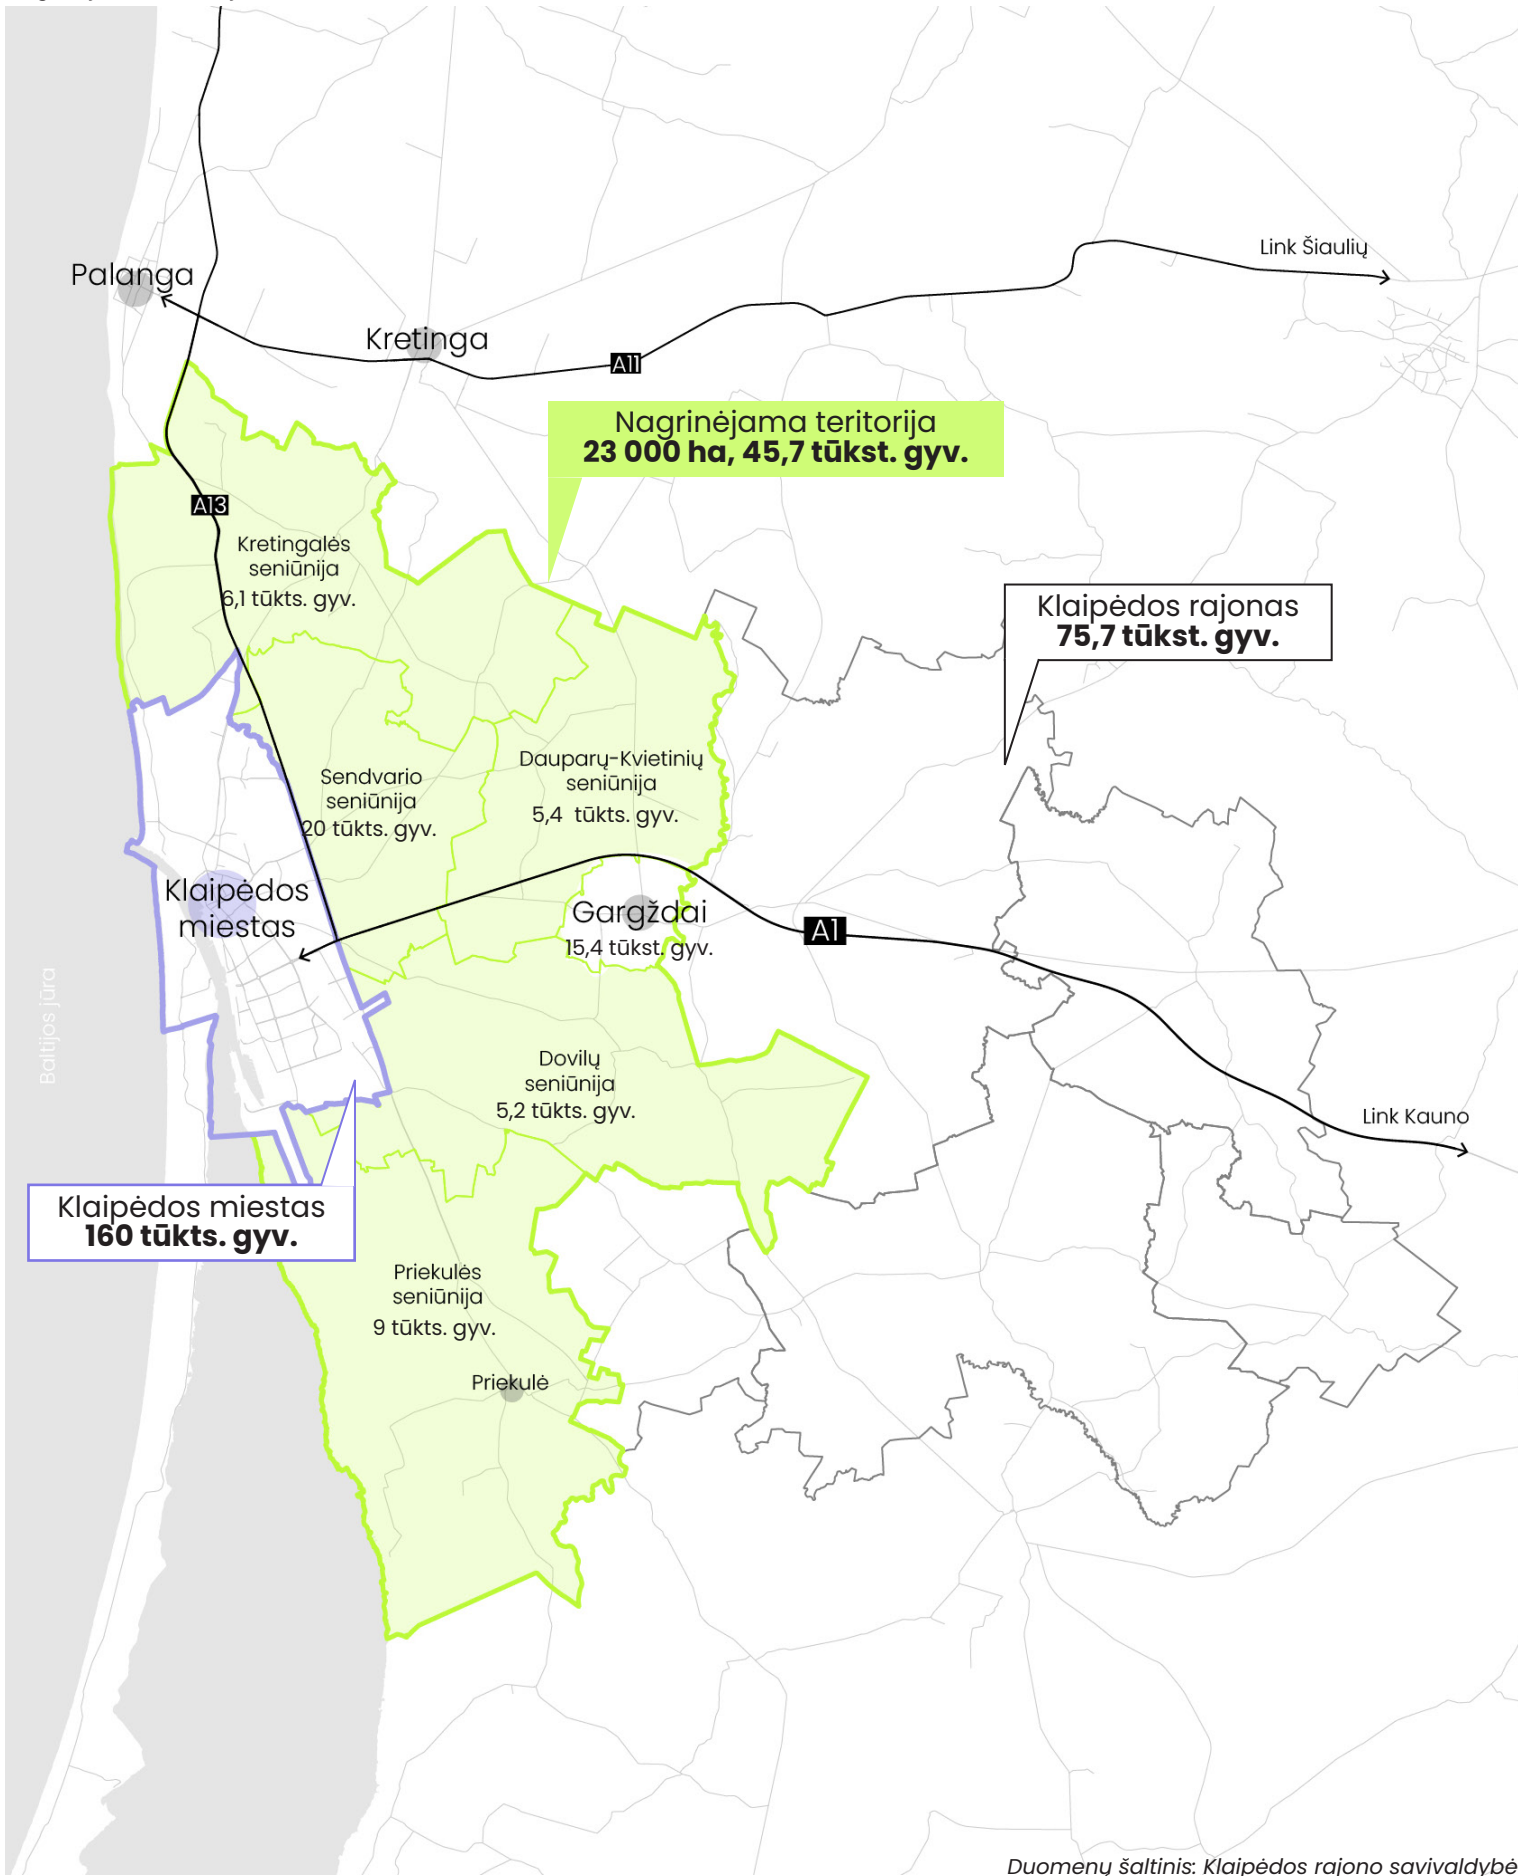 Palanga
Kretinga
Link Šiaulių
A11
Nagrinėjama teritorija
23 000 ha, 45,7 tūkst. gyv.
A13
Kretingalės
seniūnija
6,1 tūkts. gyv.
Klaipėdos rajonas
75,7 tūkst. gyv.
Sendvario
seniūnija
20 tūkts. gyv.
Dauparų-Kvietinių
seniūnija
5,4 tūkts. gyv.
Klaipėdos
miestas
Gargždai
15,4 tūkst. gyv.
A1
Baltijos jūra
Dovilų
seniūnija
5,2 tūkts. gyv.
Link Kauno
Klaipėdos miestas
160 tūkts. gyv.
Priekulės
seniūnija
9 tūkts. gyv.
Priekulė
Duomenų šaltinis: Klaipėdos rajono savivaldybė